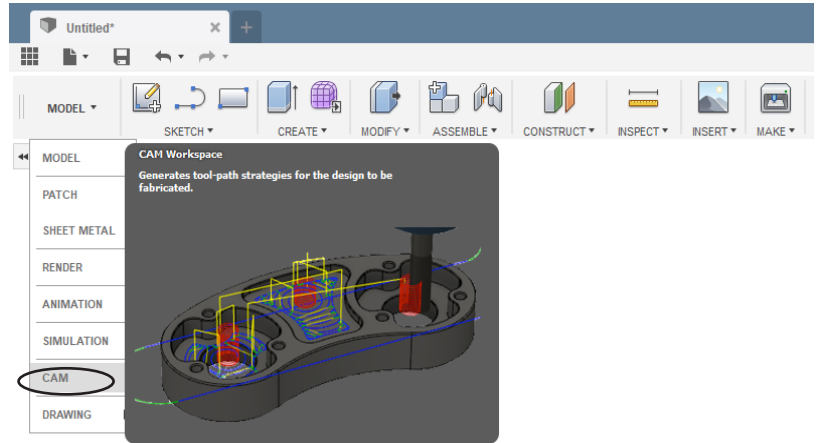 Untitled*
MODEL
SKETCH
CREATE
MODIFY
ASSEMBLE
CONSTRUCT
INSPECT
INSERT
MAKE
MODEL
PATCH
SHEET METAL
RENDER
ANIMATION
SIMULATION
CAM
DRAWING
CAM Workspace
Generates tool-path strategies for the design to be
fabricated.